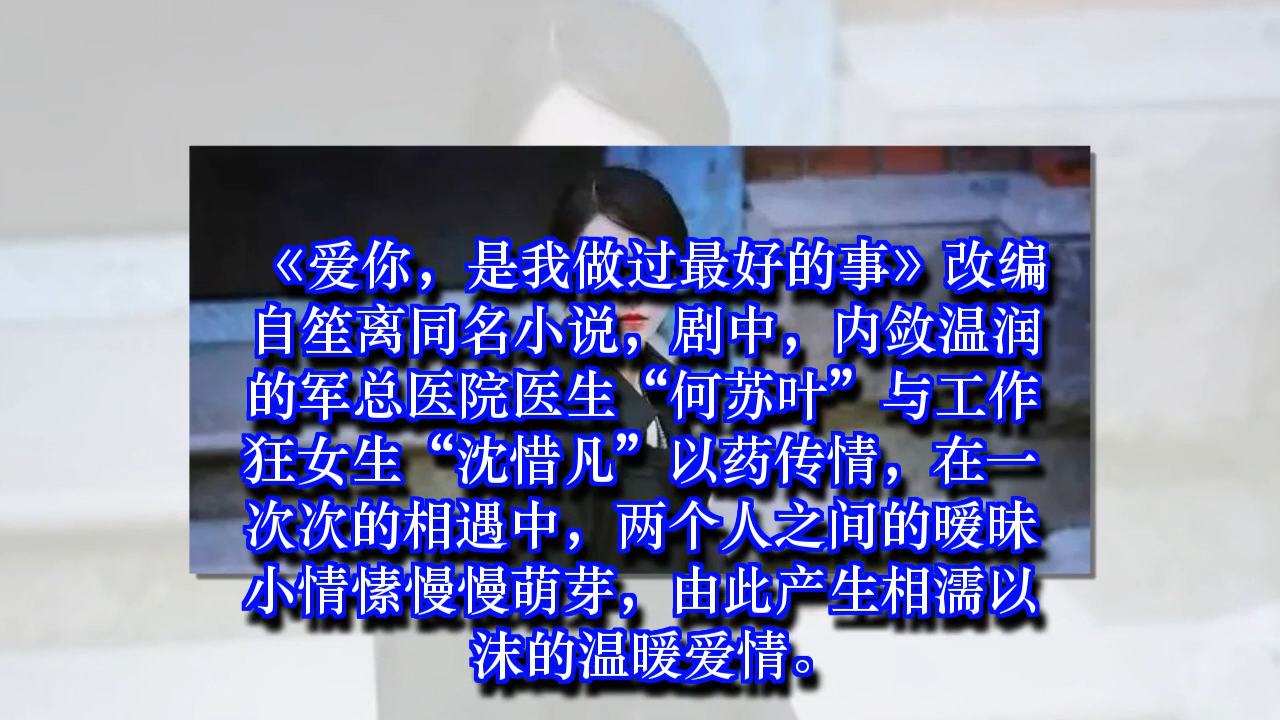 《爱你，是我做过最好的事》改编
自笙离同名小说，剧中，内敛温润
的军总医院医生“何苏叶”与工作
狂女生“沈惜凡”以药传情，在一
次次的相遇中，两个人之间的暧昧
小情愫慢慢萌芽，由此产生相濡以
沫的温暖爱情。